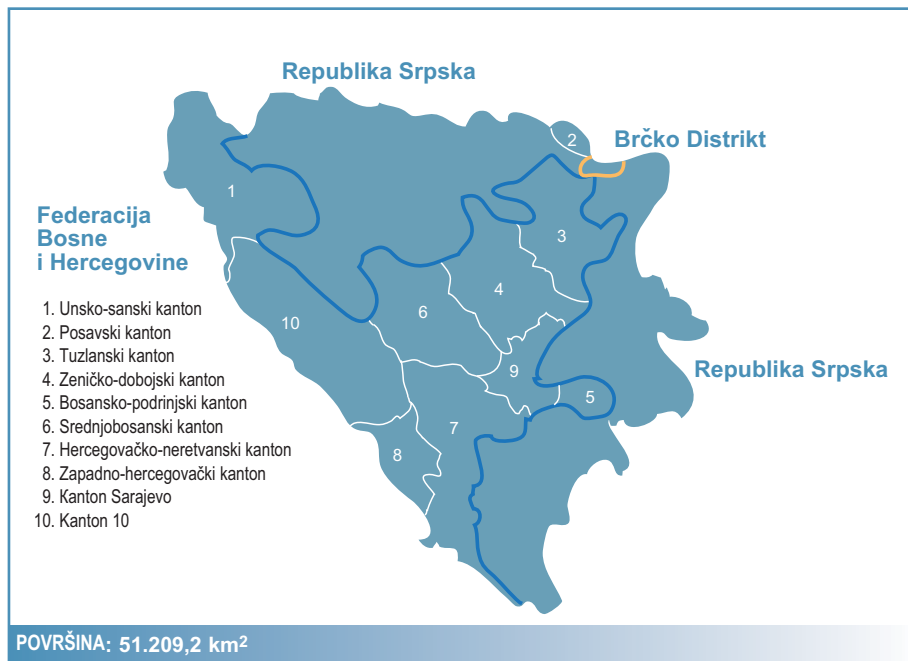 Republika Srpska
2
Brčko Distrikt
1
Federacija
Bosne
i Hercegovine
3
4
10
6
1. Unsko-sanski kanton
2. Posavski kanton
3. Tuzlanski kanton
4. Zeničko-dobojski kanton
5. Bosansko-podrinjski kanton
6. Srednjobosanski kanton
7. Hercegovačko-neretvanski kanton
8. Zapadno-hercegovački kanton
9. Kanton Sarajevo
10. Kanton 10
9
Republika Srpska
5
7
8
POVRŠINA: 51.209,2 km²